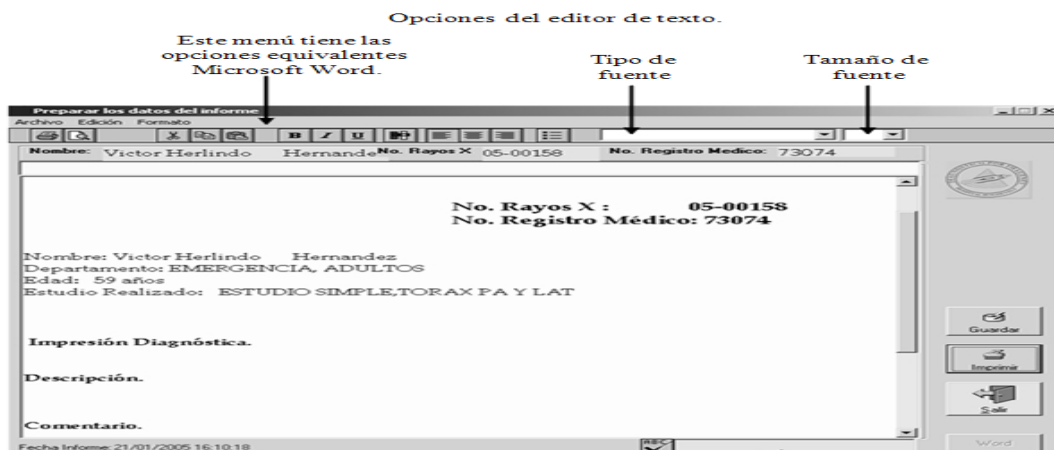 Opciones del editor de texto.
Este menú tiene las
opciones equivalentes
Microsoft Word.
Tipo de
fuente
Tamaño de
fuente
Preparar los datos del informe
Archivo Edición Formato
B I U
Nombre: Victor Herlindo Hernande No. Rayos X 05-00158 No. Registro Medico: 73074
No. Rayos X : 05-00158
No. Registro Médico: 73074
Nombre: Victor Herlindo Hernandez
Departamento: EMERGENCIA, ADULTOS
Edad: 59 años
Estudio Realizado: ESTUDIO SIMPLE,TORAX PA Y LAT
Impresión Diagnóstica.
Descripción.
Comentario.
Guardar
Imprimir
Salir
Word
Fecha Informe: 21/01/2005 16:10:18
ABC